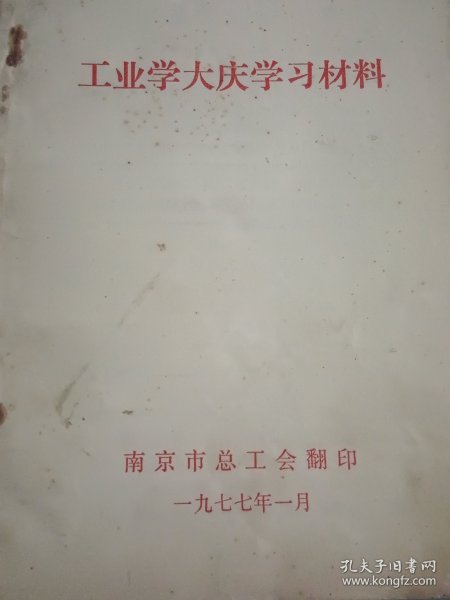 工业学大庆学习材料
南京市总工会翻印
一九七七年一月
孔夫子旧书网
www.kongfz.com